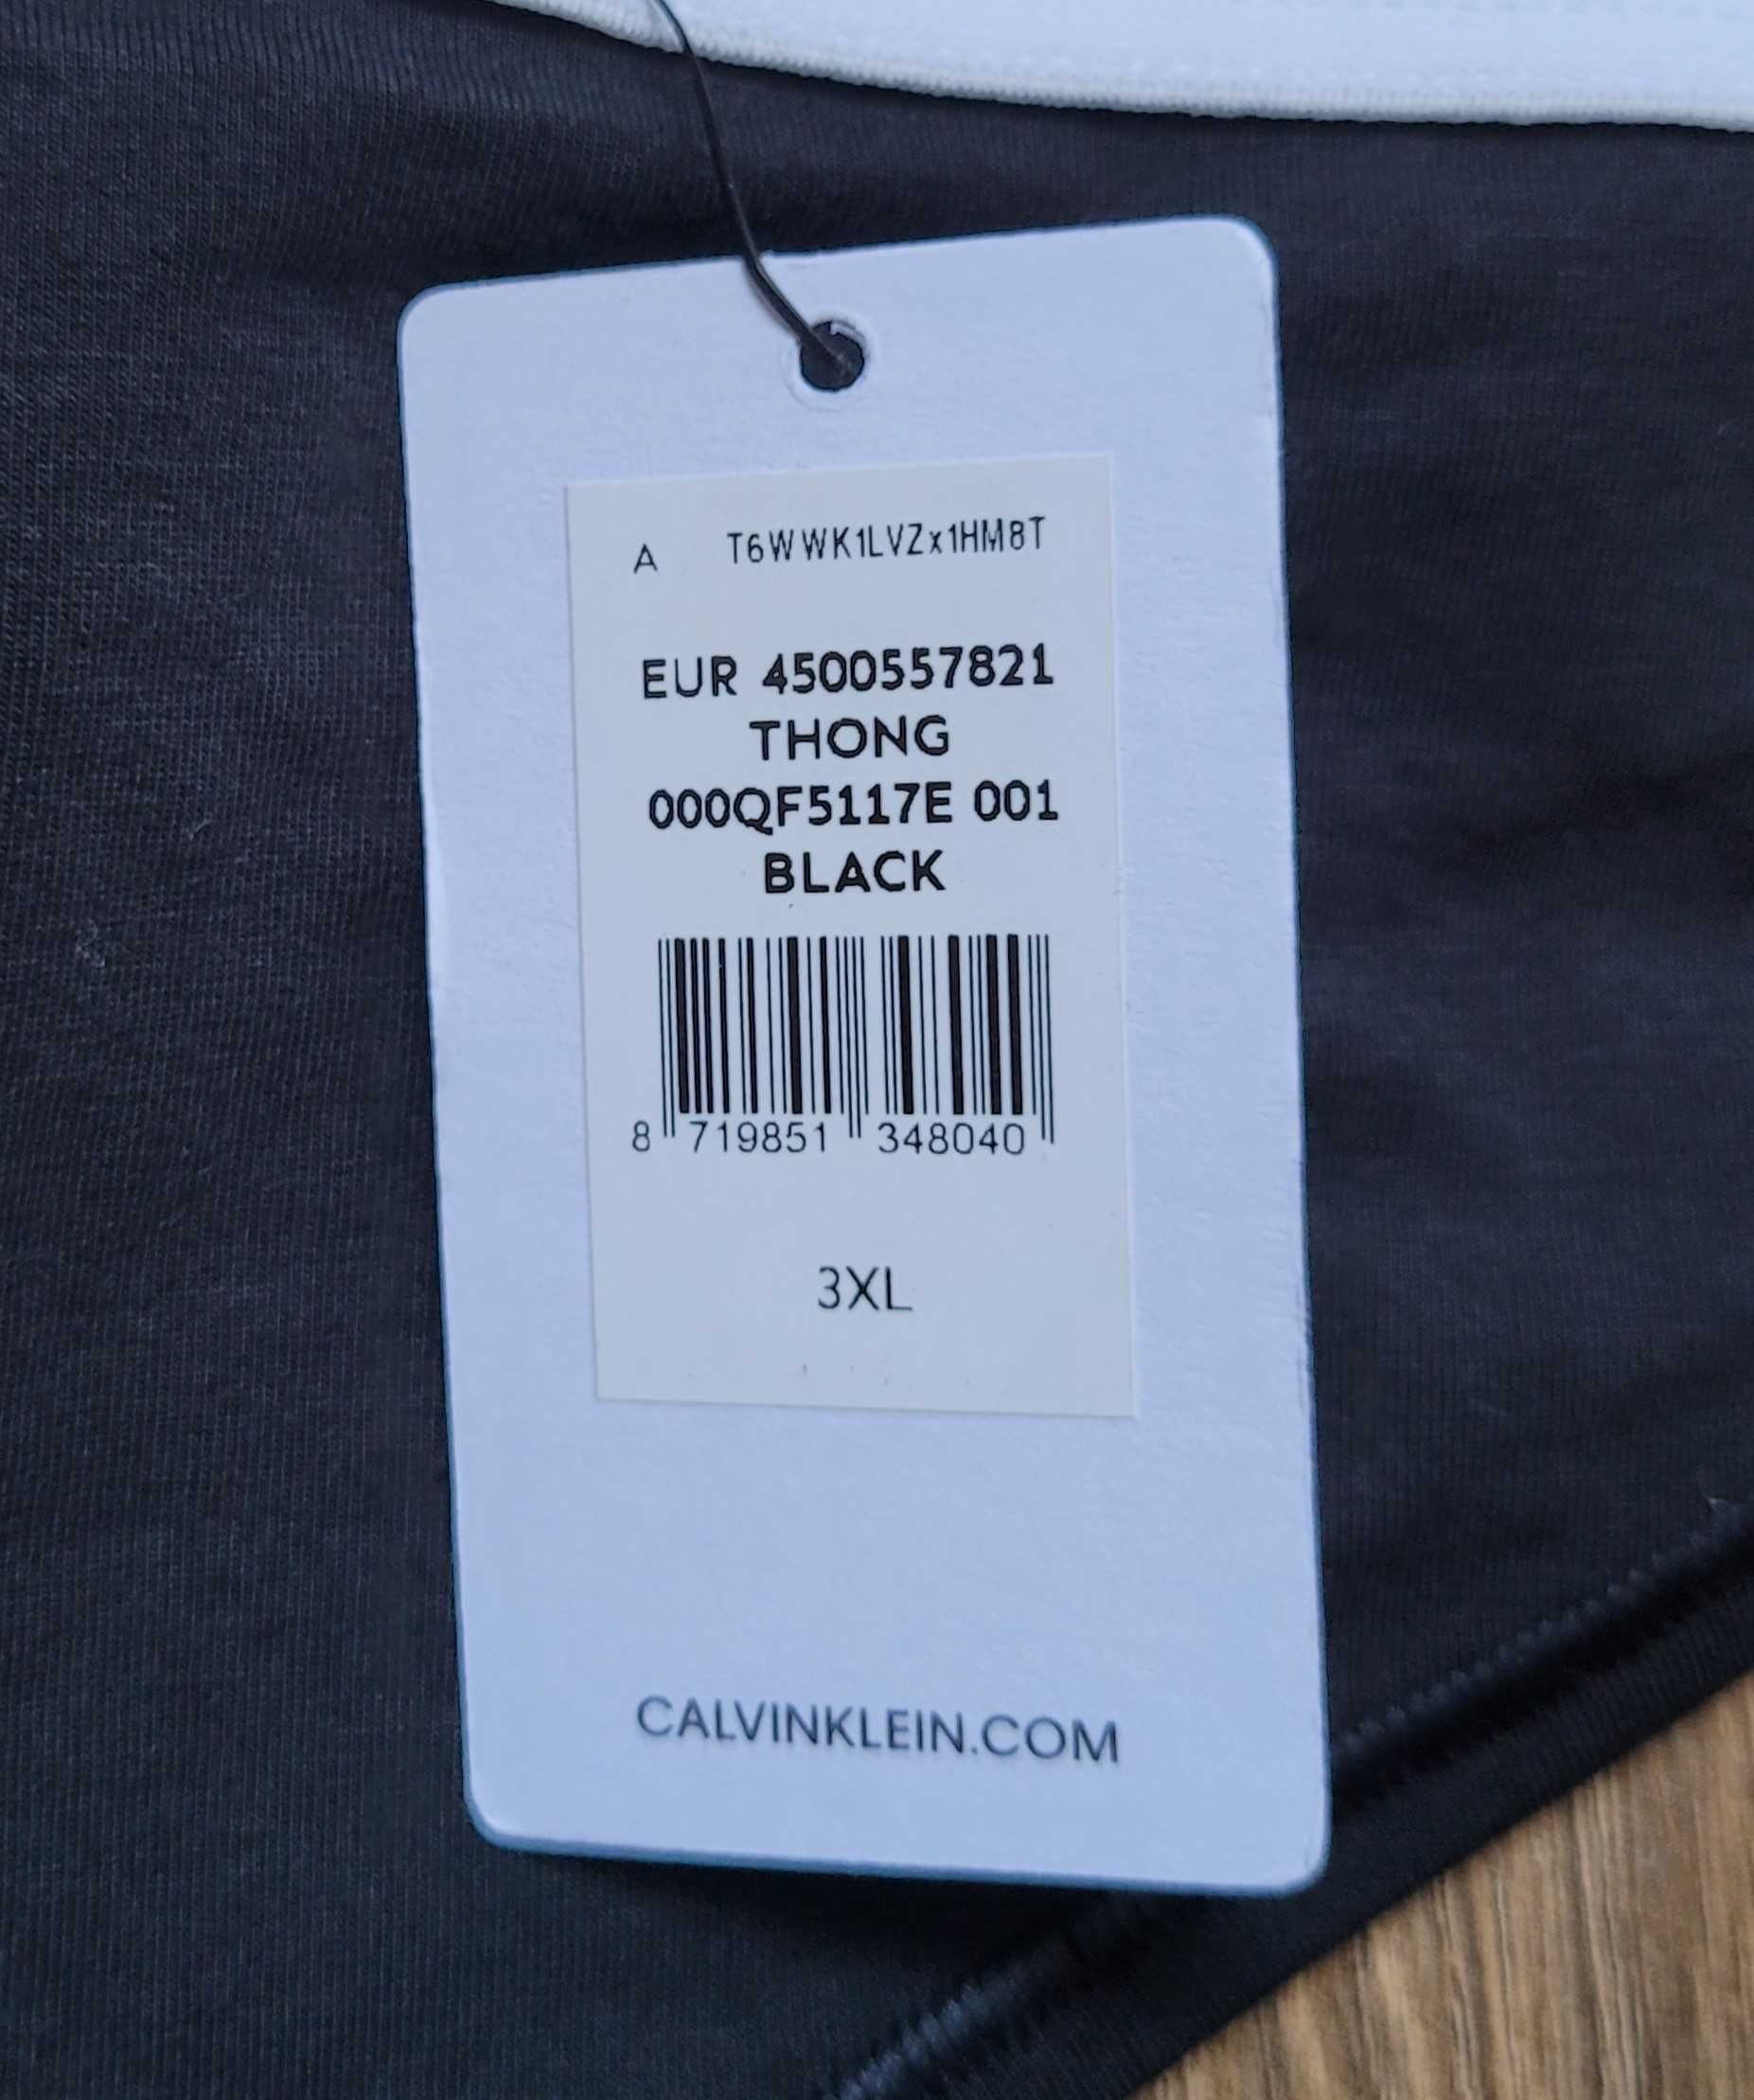 A T6WWK1LVZx1HM8T
EUR 4500557821
THONG
000QF5117E 001
BLACK
8 719851 348040
3XL
CALVINKLEIN.COM